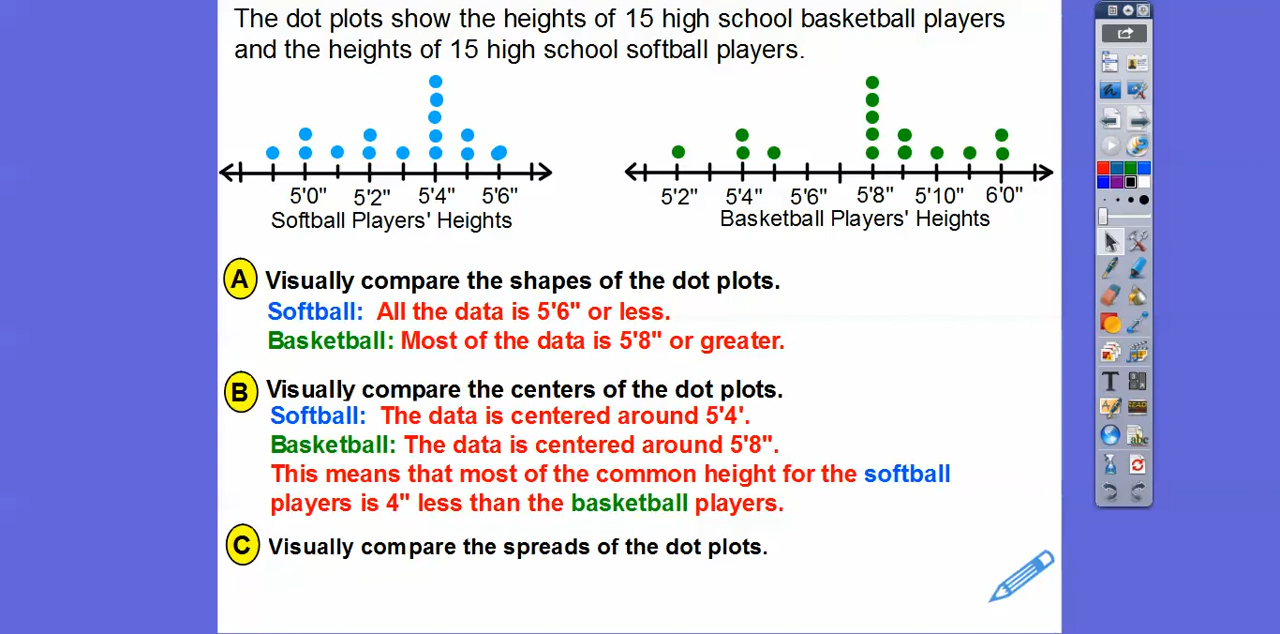 The dot plots show the heights of 15 high school basketball players
and the heights of 15 high school softball players.
5'0" 5'2" 5'4" 5'6"
Softball Players' Heights
5'2" 5'4" 5'6" 5'8" 5'10" 6'0"
Basketball Players' Heights
A Visually compare the shapes of the dot plots.
Softball: All the data is 5'6" or less.
Basketball: Most of the data is 5'8" or greater.
B Visually compare the centers of the dot plots.
Softball: The data is centered around 5'4'.
Basketball: The data is centered around 5'8".
This means that most of the common height for the softball
players is 4" less than the basketball players.
C Visually compare the spreads of the dot plots.
T